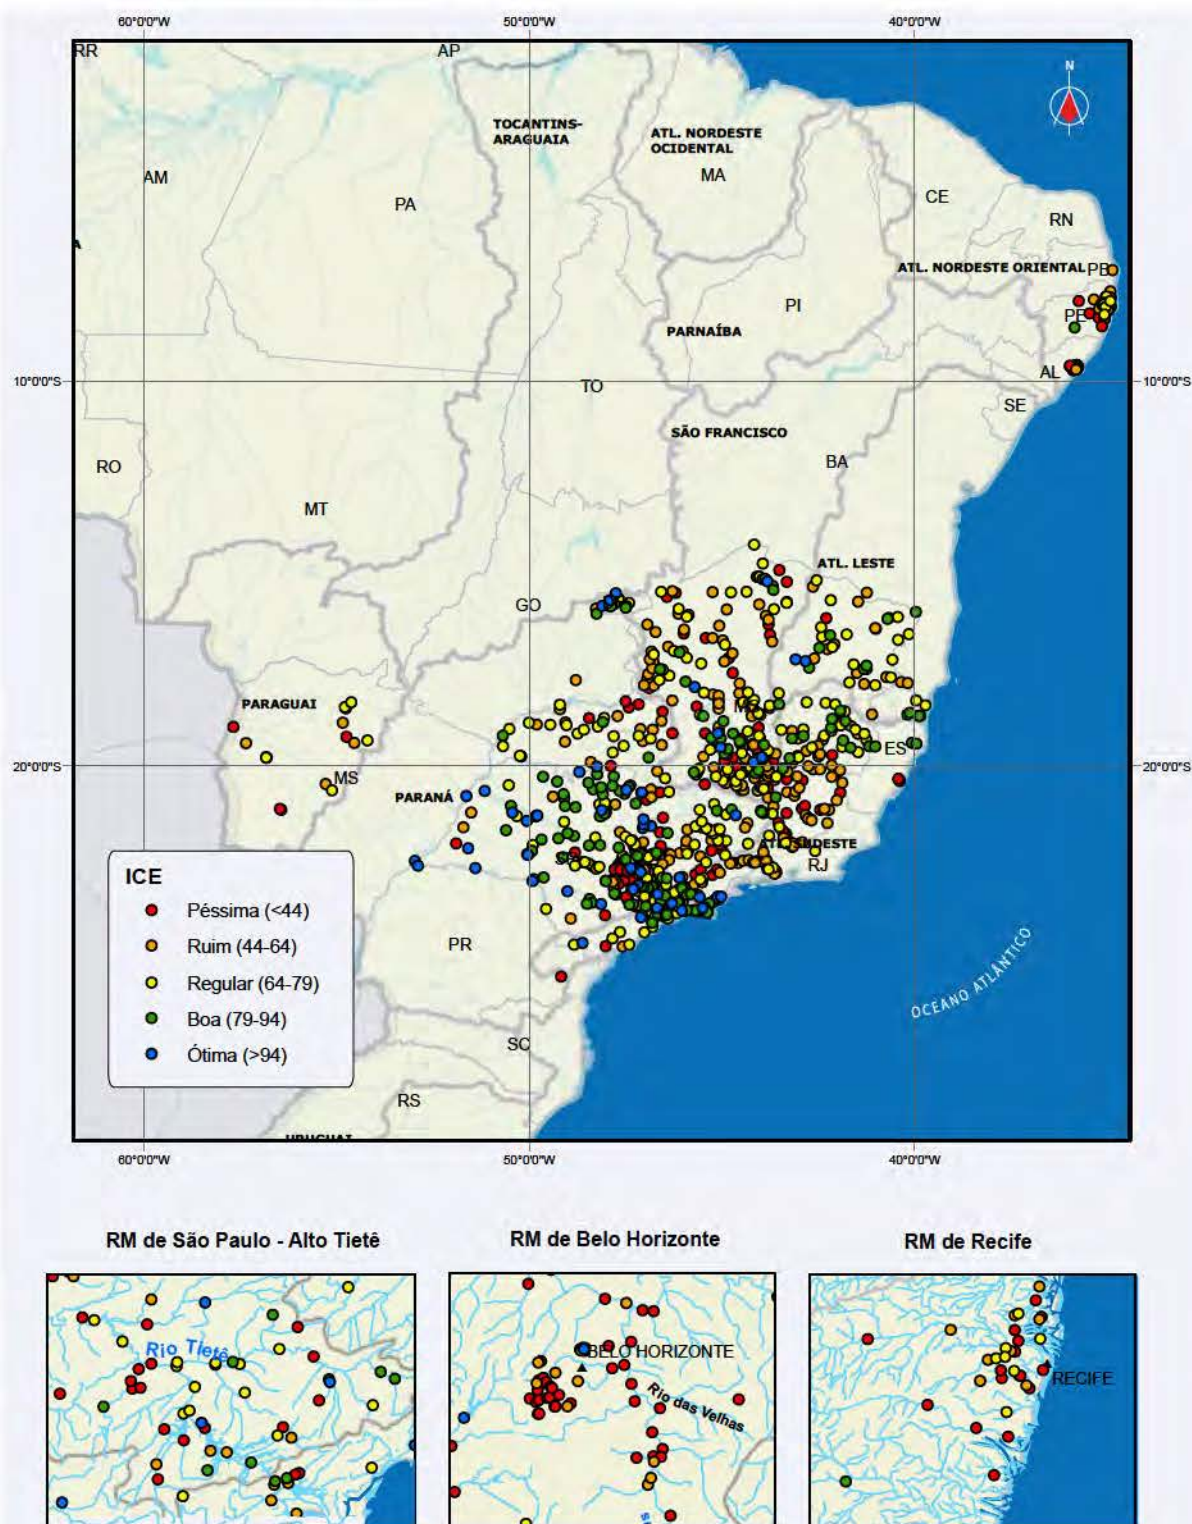 60°0'0"W
50°0'0"W
40°0'0"W
RR
AP
N
TOCANTINS-
ARAGUAIA
ATL. NORDESTE
OCIDENTAL
AM
MA
PA
CE
RN
A
ATL. NORDESTE ORIENTAL
PB
PI
PE
PARNAÍBA
10°0'0"S
AL
10°0'0"S
TO
SE
SÃO FRANCISCO
BA
RO
MT
ATL. LESTE
GO
PARAGUAI
MG
ES
20°0'0"S
20°0'0"S
MS
PARANÁ
ATL. SUDESTE
SP
RJ
ICE
Péssima (<44)
Ruim (44-64)
Regular (64-79)
Boa (79-94)
Ótima (>94)
PR
OCEANO ATLÂNTICO
SC
RS
URUGUAI
60°0'0"W
50°0'0"W
40°0'0"W
RM de São Paulo - Alto Tietê
RM de Belo Horizonte
RM de Recife
Rio Tietê
BELO HORIZONTE
Rio das Velhas
RECIFE